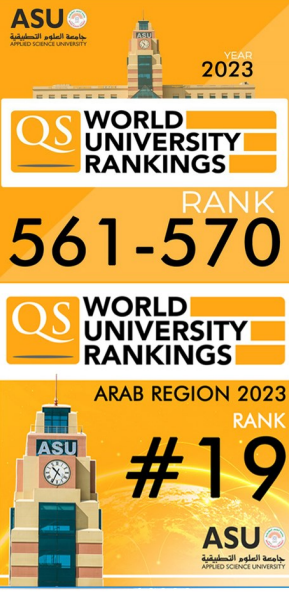 ASU
جامعة العلوم التطبيقية
APPLIED SCIENCE UNIVERSITY
ASU
YEAR
2023
QS WORLD
UNIVERSITY
RANKINGS
RANK
561-570
QS WORLD
UNIVERSITY
RANKINGS
ARAB REGION 2023
RANK
#19
ASU
ASU
جامعة العلوم التطبيقية
APPLIED SCIENCE UNIVERSITY